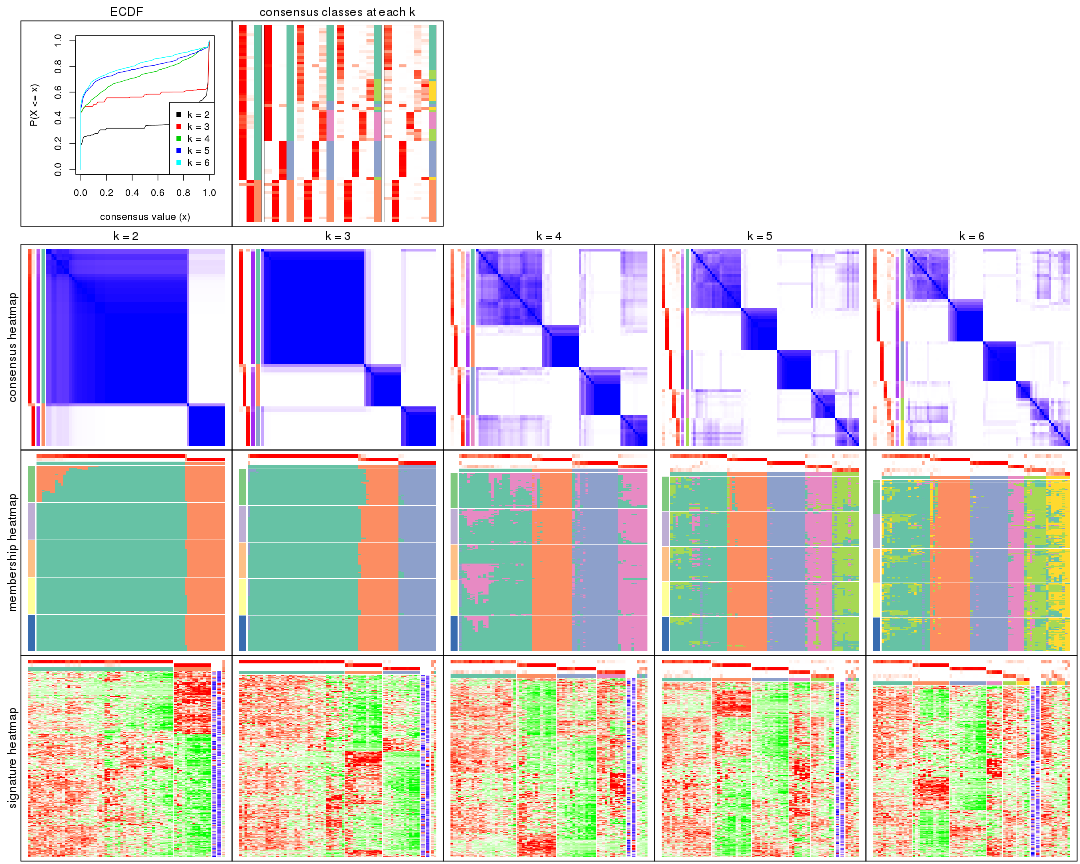 ECDF
consensus classes at each k
P(X <= x)
0.0 0.2 0.4 0.6 0.8 1.0
k = 2
k = 3
k = 4
k = 5
k = 6
0.0 0.2 0.4 0.6 0.8 1.0
consensus value (x)
k = 2 k = 3 k = 4 k = 5 k = 6
consensus heatmap
membership heatmap
signature heatmap